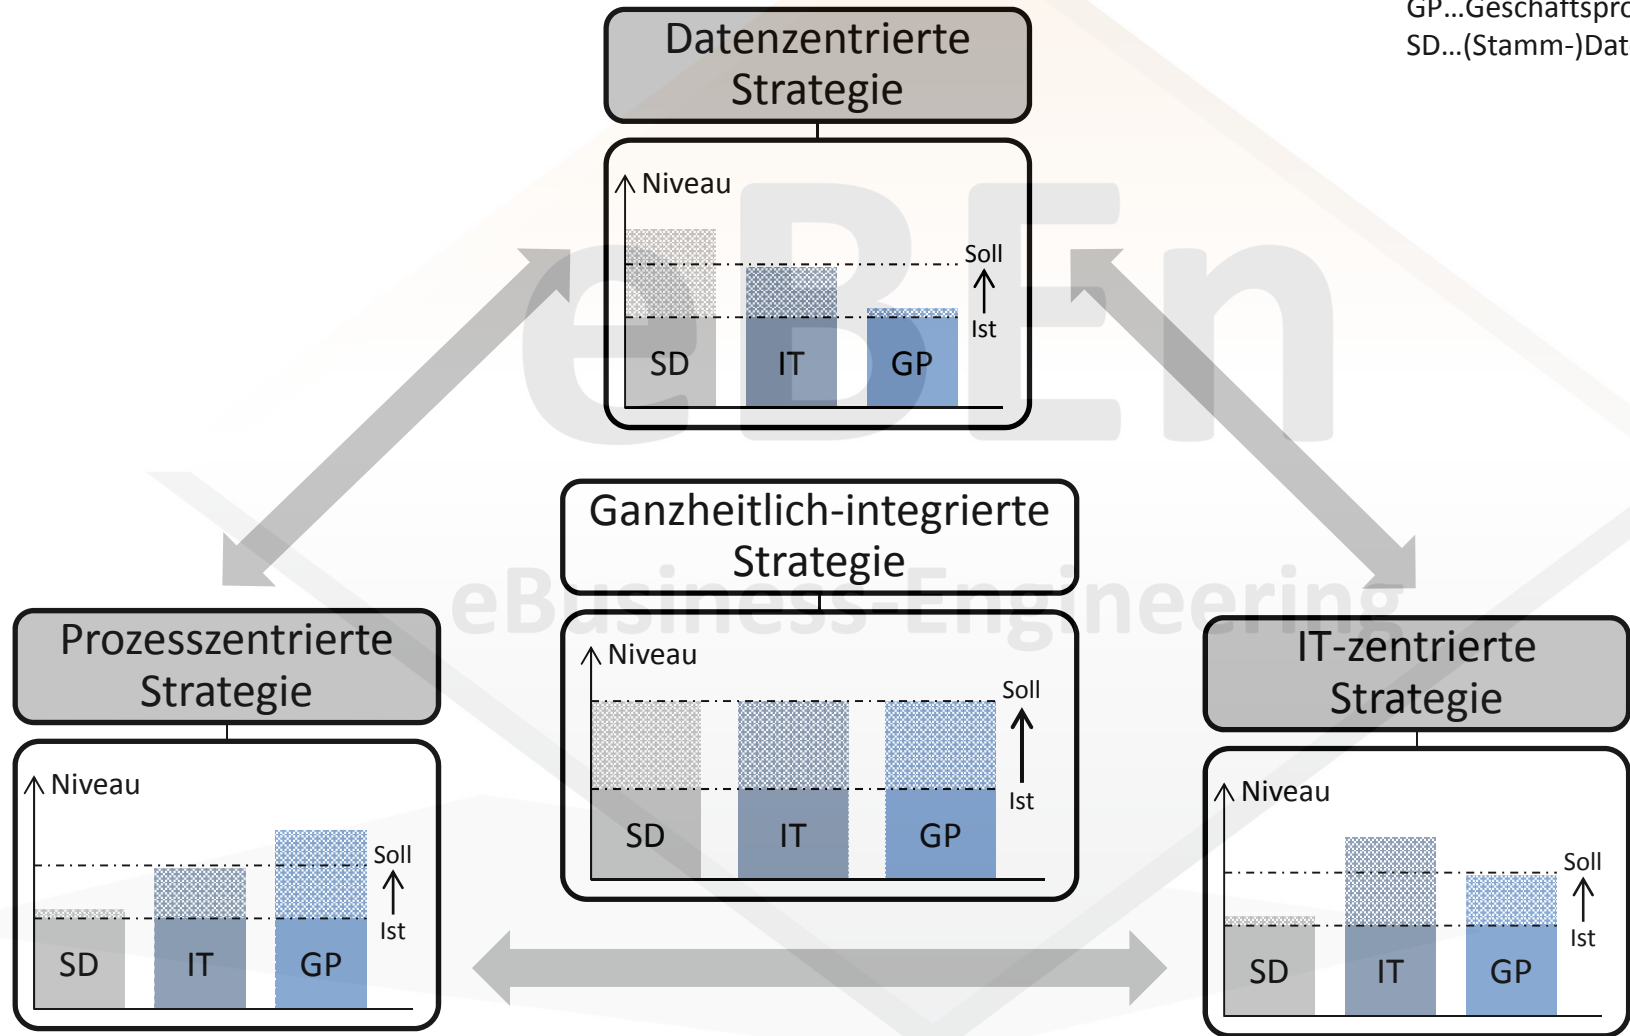 GP...Geschäftspro
SD...(Stamm-)Dat
Datenzentrierte
Strategie
Niveau
Soll
Ist
SD IT GP
eBEn
eBusiness-Engineering
Ganzheitlich-integrierte
Strategie
Niveau
Soll
Ist
SD IT GP
Prozesszentrierte
Strategie
Niveau
Soll
Ist
SD IT GP
IT-zentrierte
Strategie
Niveau
Soll
Ist
SD IT GP